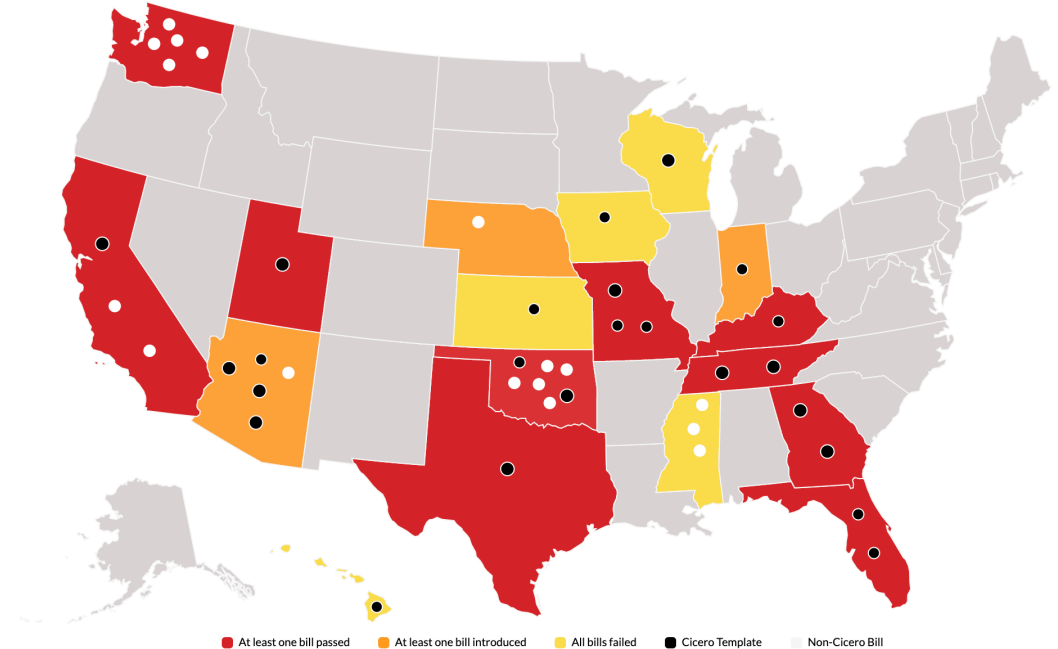 At least one bill passed At least one bill introduced All bills failed Cicero Template Non-Cicero Bill